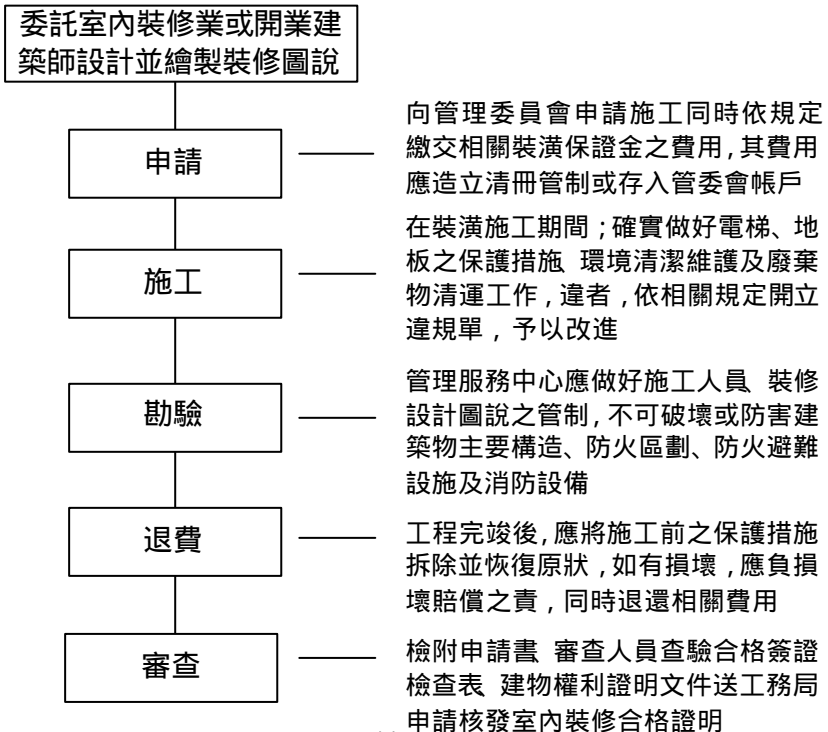 委託室內裝修業或開業建
築師設計並繪製裝修圖說
申請
向管理委員會申請施工同時依規定
繳交相關裝潢保證金之費用,其費用
應造立清冊管制或存入管委會帳戶
施工
在裝潢施工期間;確實做好電梯、地
板之保護措施、環境清潔維護及廢棄
物清運工作,違者,依相關規定開立
違規單,予以改進
勘驗
管理服務中心應做好施工人員、裝修
設計圖說之管制,不可破壞或防害建
築物主要構造、防火區劃、防火避難
設施及消防設備
退費
工程完竣後,應將施工前之保護措施
拆除並恢復原狀,如有損壞,應負損
壞賠償之責,同時退還相關費用
審查
檢附申請書、審查人員查驗合格簽證
檢查表、建物權利證明文件送工務局
申請核發室內裝修合格證明